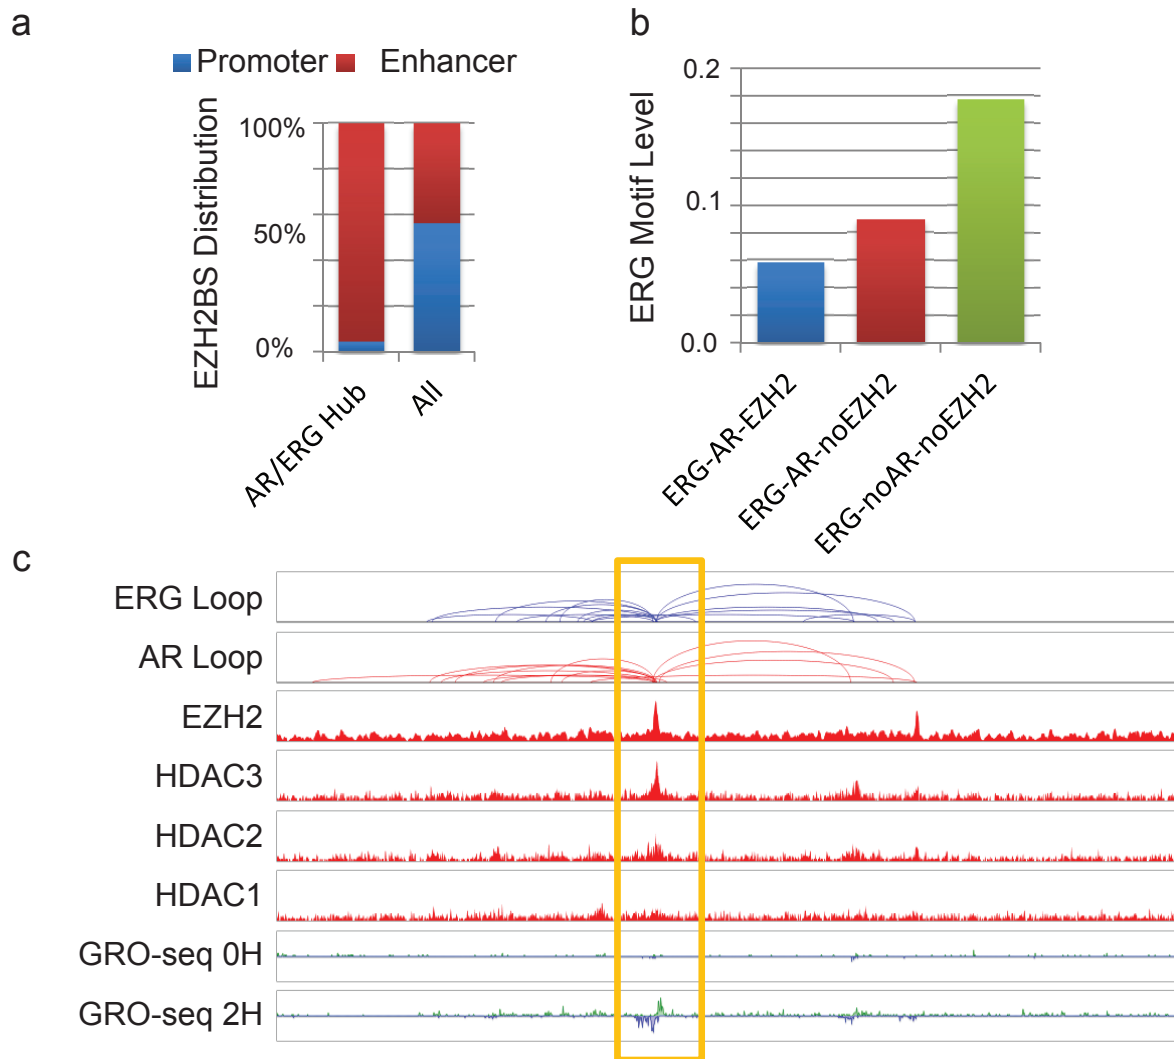 a
Promoter Enhancer
EZH2BS Distribution
100%
50%
0%
AR/ERG Hub
All
b
ERG Motif Level
0.2
0.1
0.0
ERG-AR-EZH2
ERG-AR-noEZH2
ERG-noAR-noEZH2
c
ERG Loop
AR Loop
EZH2
HDAC3
HDAC2
HDAC1
GRO-seq 0H
GRO-seq 2H